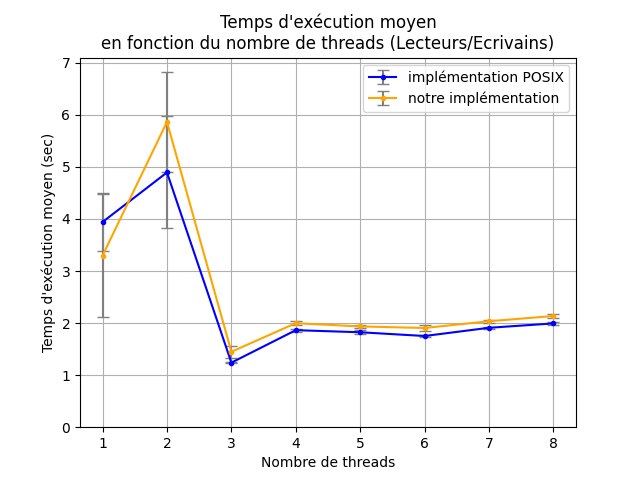 Temps d'exécution moyen
en fonction du nombre de threads (Lecteurs/Ecrivains)
implémentation POSIX
notre implémentation
Temps d'exécution moyen (sec)
7
6
5
4
3
2
1
0
1 2 3 4 5 6 7 8
Nombre de threads